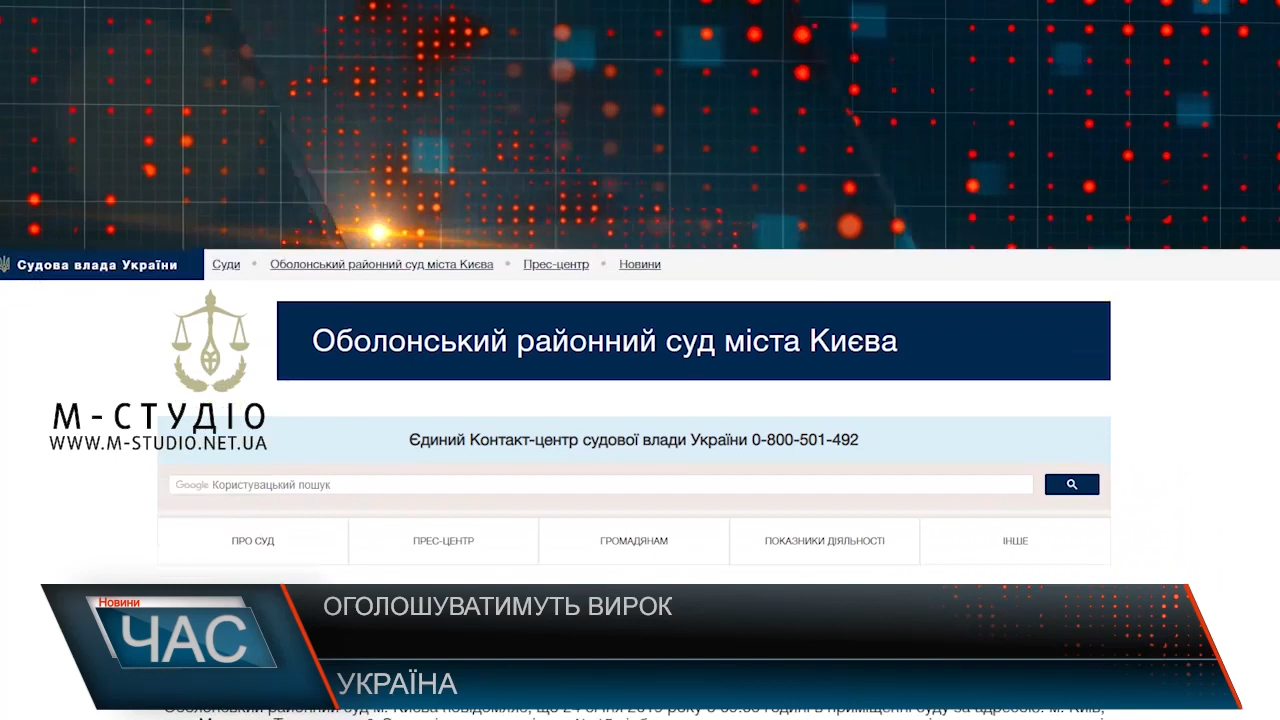 Судова влада України
Суди • Оболонський районний суд міста Києва • Прес-центр • Новини
Оболонський районний суд міста Києва
М-СТУДІО
WWW.M-STUDIO.NET.UA
Єдиний Контакт-центр судової влади України 0-800-501-492
Google Користувацький пошук
ПРО СУД
ПРЕС-ЦЕНТР
ГРОМАДЯНАМ
ПОКАЗНИКИ ДІЯЛЬНОСТІ
ІНШЕ
Новини
ЧАС
ОГОЛОШУВАТИМУТЬ ВИРОК
УКРАЇНА